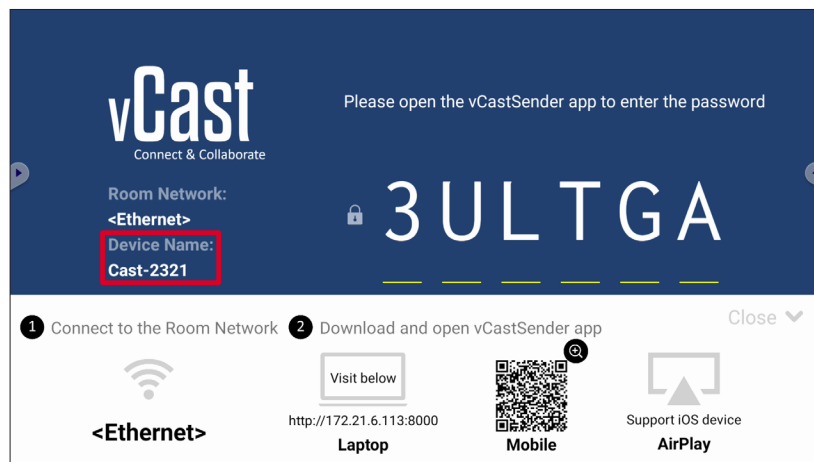 vCast
Connect & Collaborate
Please open the vCastSender app to enter the password
Room Network:
<Ethernet>
Device Name:
Cast-2321
3ULTGA
Close
1 Connect to the Room Network
2 Download and open vCastSender app
<Ethernet>
Visit below
http://172.21.6.113:8000
Laptop
Mobile
Support iOS device
AirPlay